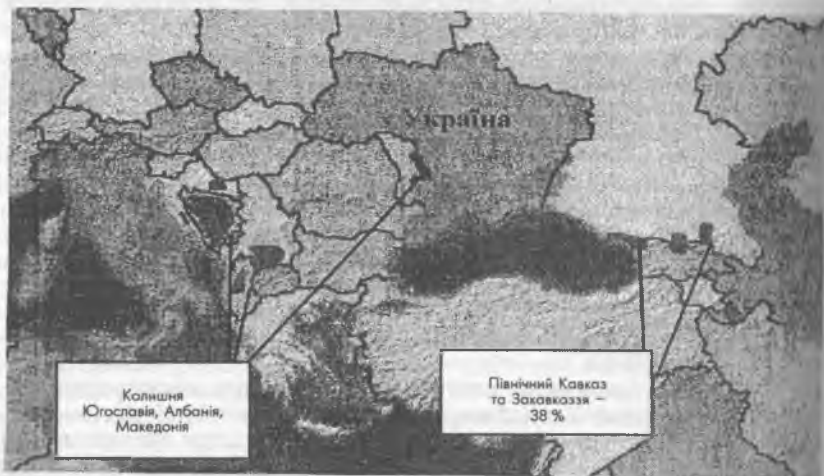 Україна
Колишня
Югославія, Албанія,
Македонія
Північний Кавказ
та Закавказзя –
38 %